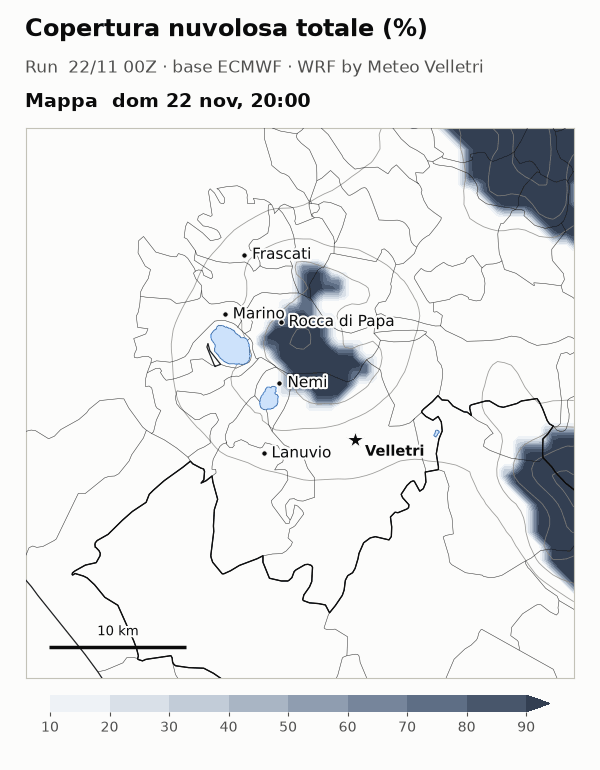 Copertura nuvolosa totale (%)
Run  22/11 00Z · base ECMWF · WRF by Meteo Velletri
Mappa  dom 22 nov, 20:00
Frascati
Marino
Rocca di Papa
Nemi
Velletri
Lanuvio
10 km
10 20 30 40 50 60 70 80 90